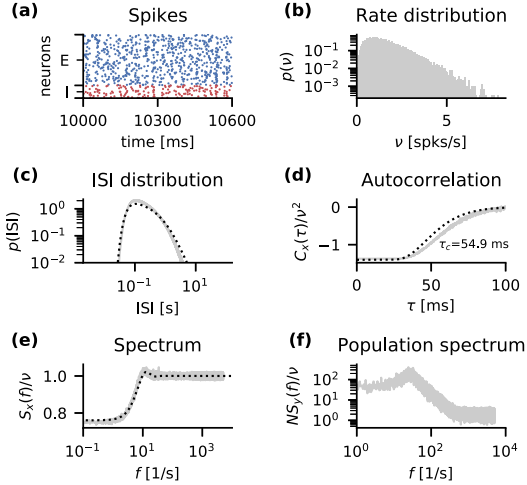 (a) Spikes
neurons
E
I
10000 10300 10600
time [ms]
(b) Rate distribution
p(ν)
10⁻¹
10⁻²
10⁻³
0 5
ν [spks/s]
(c) ISI distribution
p(ISI)
10⁰
10⁻¹
10⁻²
10⁻¹ 10¹
ISI [s]
(d) Autocorrelation
Cₓ(τ)/ν²
0
−1
τ_c=54.9 ms
0 50 100
τ [ms]
(e) Spectrum
Sₓ(f)/ν
1.0
0.8
10⁻¹ 10¹ 10³
f [1/s]
(f) Population spectrum
NSᵧ(f)/ν
10²
10¹
10⁰
10⁰ 10² 10⁴
f [1/s]